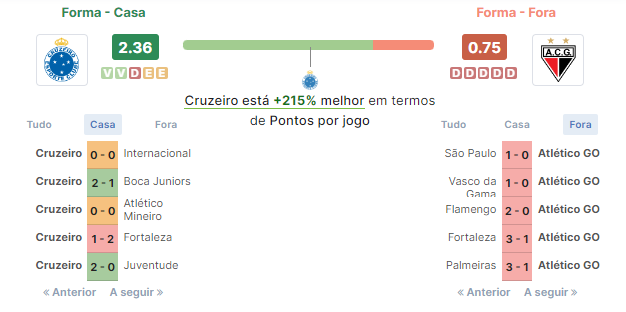 Forma - Casa
Forma - Fora
CRUZEIRO
ESPORTE CLUBE
2.36
V V D E E
0.75
D D D D D
A.C.G.
Cruzeiro está +215% melhor em termos
de Pontos por jogo
Tudo Casa Fora
Tudo Casa Fora
Cruzeiro 0 - 0 Internacional
Cruzeiro 2 - 1 Boca Juniors
Cruzeiro 0 - 0 Atlético
Mineiro
Cruzeiro 1 - 2 Fortaleza
Cruzeiro 2 - 0 Juventude
« Anterior A seguir »
São Paulo 1 - 0 Atlético GO
Vasco da
Gama 1 - 0 Atlético GO
Flamengo 2 - 0 Atlético GO
Fortaleza 3 - 1 Atlético GO
Palmeiras 3 - 1 Atlético GO
« Anterior A seguir »